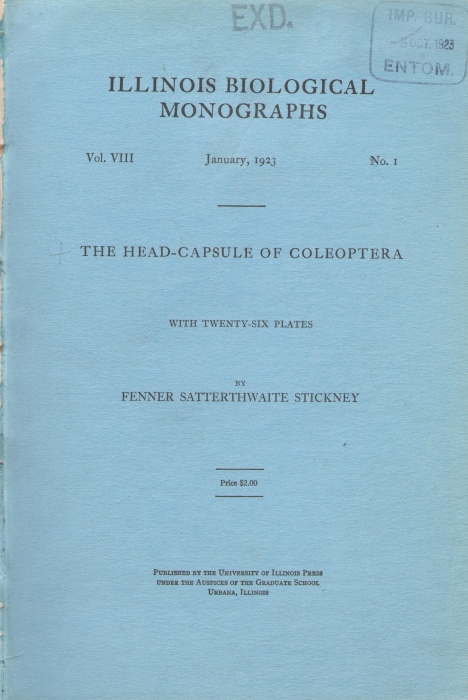 EXD.
IMP. BUR.
OCT. 1923
ENTOM.
ILLINOIS BIOLOGICAL
MONOGRAPHS
Vol. VIII January, 1923 No. 1
THE HEAD-CAPSULE OF COLEOPTERA
WITH TWENTY-SIX PLATES
BY
FENNER SATTERTHWAITE STICKNEY
Price $2.00
PUBLISHED BY THE UNIVERSITY OF ILLINOIS PRESS
UNDER THE AUSPICES OF THE GRADUATE SCHOOL
URBANA, ILLINOIS